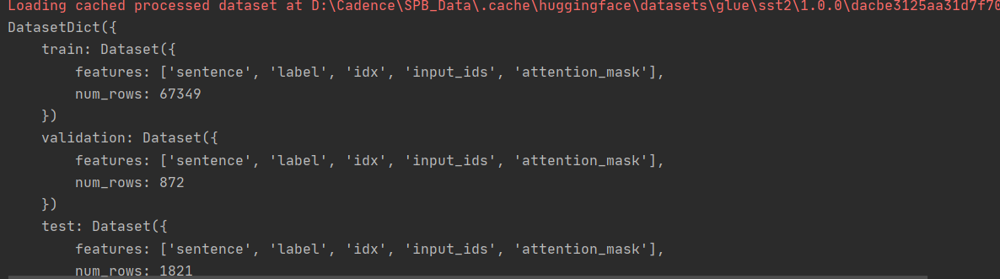 Loading cached processed dataset at D:\Cadence\SPB_Data\.cache\huggingface\datasets\glue\sst2\1.0.0\dacbe3125aa31d7f70
DatasetDict({
    train: Dataset({
        features: ['sentence', 'label', 'idx', 'input_ids', 'attention_mask'],
        num_rows: 67349
    })
    validation: Dataset({
        features: ['sentence', 'label', 'idx', 'input_ids', 'attention_mask'],
        num_rows: 872
    })
    test: Dataset({
        features: ['sentence', 'label', 'idx', 'input_ids', 'attention_mask'],
        num_rows: 1821